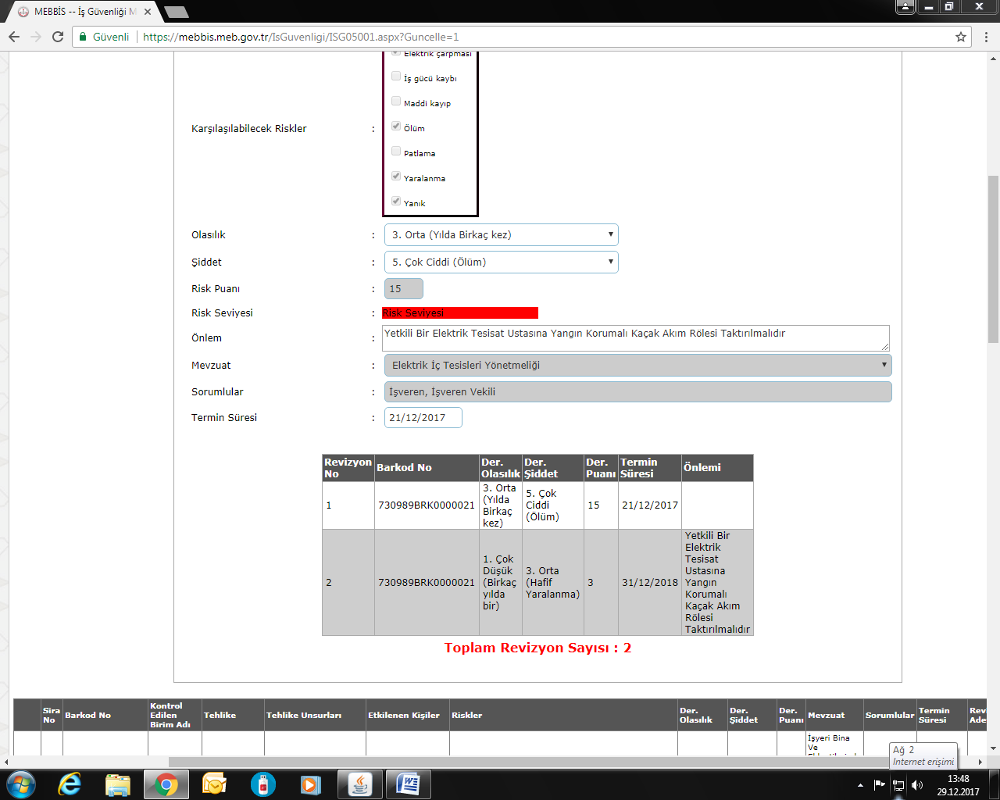 MEBBİS -- İş Güvenliği M
Güvenli
https://mebbis.meb.gov.tr/IsGuvenligi/ISG05001.aspx?Guncelle=1
Elektrik çarpması
İş gücü kaybı
Maddi kayıp
Karşılaşılabilecek Riskler :
Ölüm
Patlama
Yaralanma
Yanık
Olasılık : 3. Orta (Yılda Birkaç kez)
Şiddet : 5. Çok Ciddi (Ölüm)
Risk Puanı : 15
Risk Seviyesi : Risk Seviyesi
Önlem : Yetkili Bir Elektrik Tesisat Ustasına Yangın Korumalı Kaçak Akım Rölesi Taktırılmalıdır
Mevzuat : Elektrik İç Tesisleri Yönetmeliği
Sorumlular : İşveren, İşveren Vekili
Termin Süresi : 21/12/2017
Revizyon No Barkod No Der. Olasılık Der. Şiddet Der. Puanı Termin Süresi Önlemi
1 730989BRK0000021 3. Orta (Yılda Birkaç kez) 5. Çok Ciddi (Ölüm) 15 21/12/2017
2 730989BRK0000021 1. Çok Düşük (Birkaç yılda bir) 3. Orta (Hafif Yaralanma) 3 31/12/2018 Yetkili Bir Elektrik Tesisat Ustasına Yangın Korumalı Kaçak Akım Rölesi Taktırılmalıdır
Toplam Revizyon Sayısı : 2
Sira No Barkod No Kontrol Edilen Birim Adı Tehlike Tehlike Unsurları Etkilenen Kişiler Riskler Der. Olasılık Der. Şiddet Der. Puanı Mevzuat Sorumlular Termin Süresi Rev Ade
İşyeri Bina
Ve
Ağ 2
Internet erişimi
13:48
29.12.2017